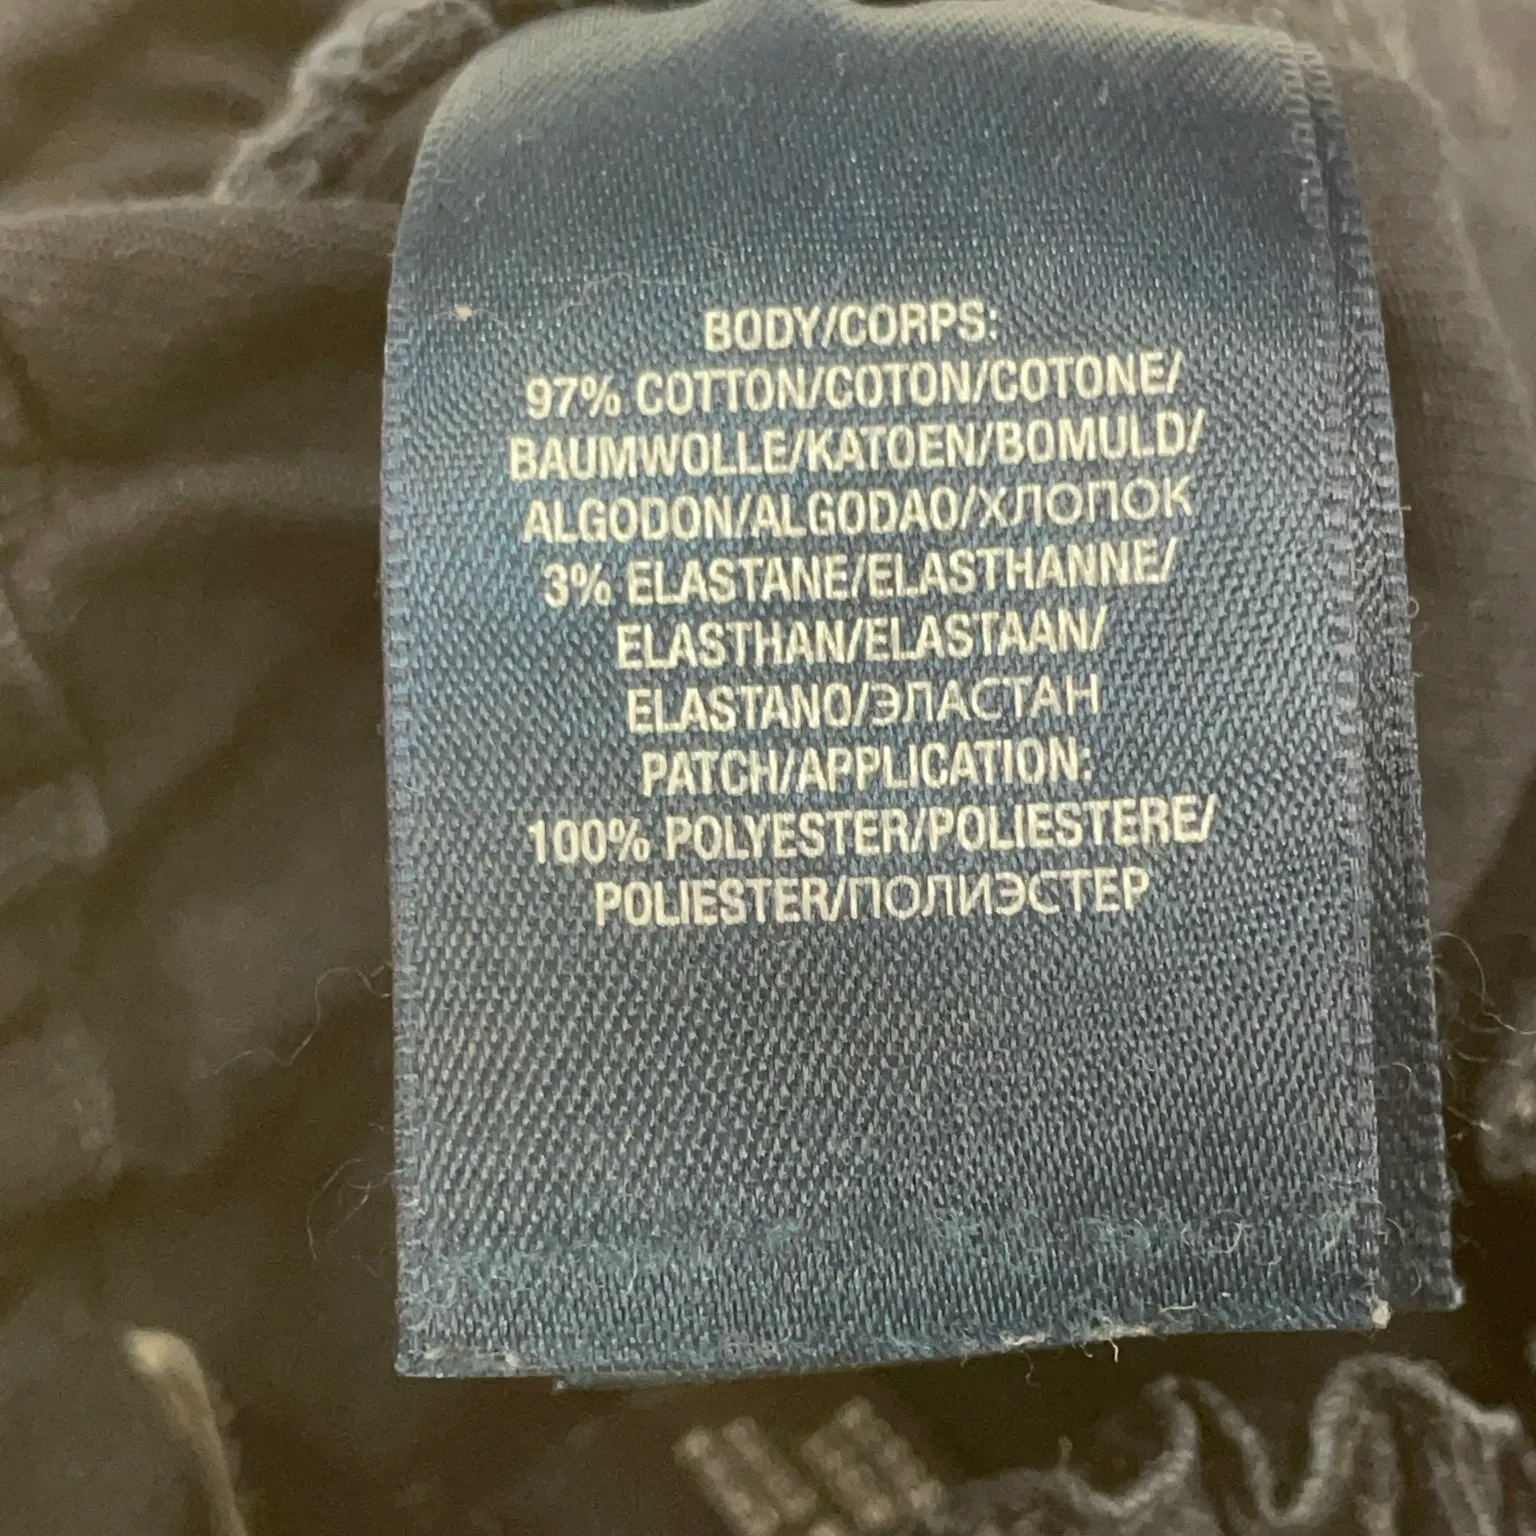 BODY/CORPS:
97% COTTON/COTON/COTONE/
BAUMWOLLE/KATOEN/BOMULD/
ALGODON/ALGODAO/ХЛОПОК
3% ELASTANE/ELASTHANNE/
ELASTHAN/ELASTAAN/
ELASTANO/ЭЛАСТАН
PATCH/APPLICATION:
100% POLYESTER/POLIESTERE/
POLIESTER/ПОЛИЭСТЕР